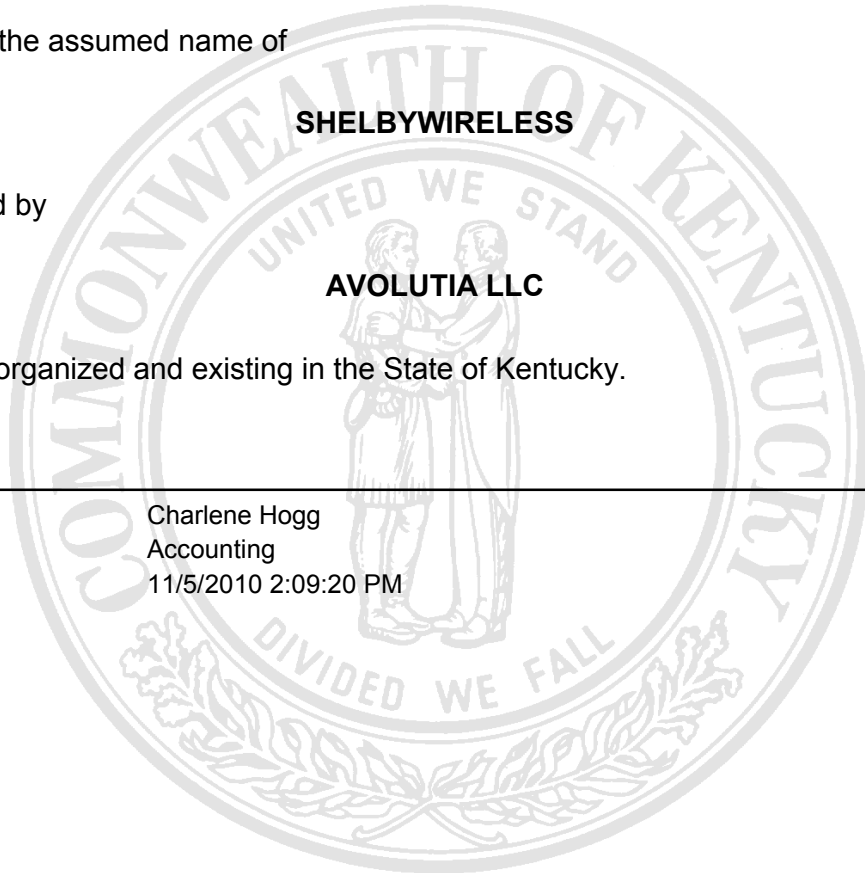 the assumed name of
SHELBYWIRELESS
d by
AVOLUTIA LLC
organized and existing in the State of Kentucky.
Charlene Hogg
Accounting
11/5/2010 2:09:20 PM
COMMONWEALTH OF KENTUCKY
UNITED WE STAND
DIVIDED WE FALL